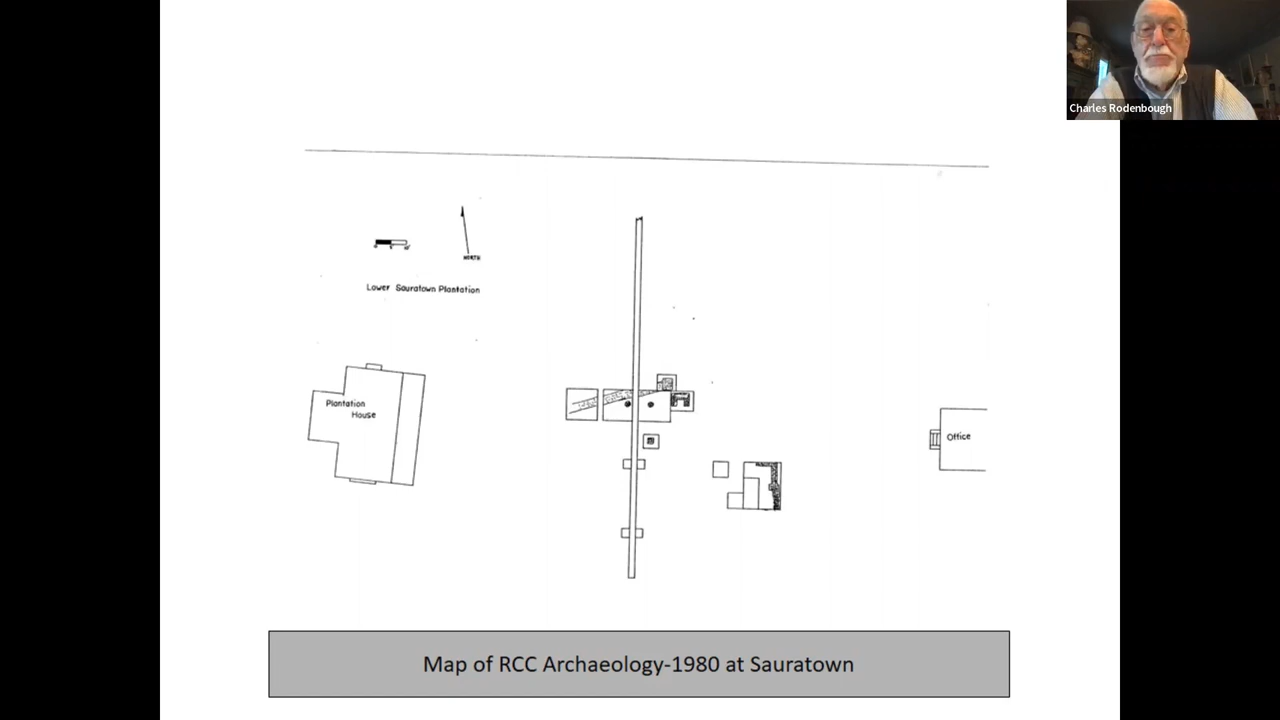 Charles Rodenbough
NORTH
Lower Sauratown Plantation
Plantation
House
Office
Map of RCC Archaeology-1980 at Sauratown